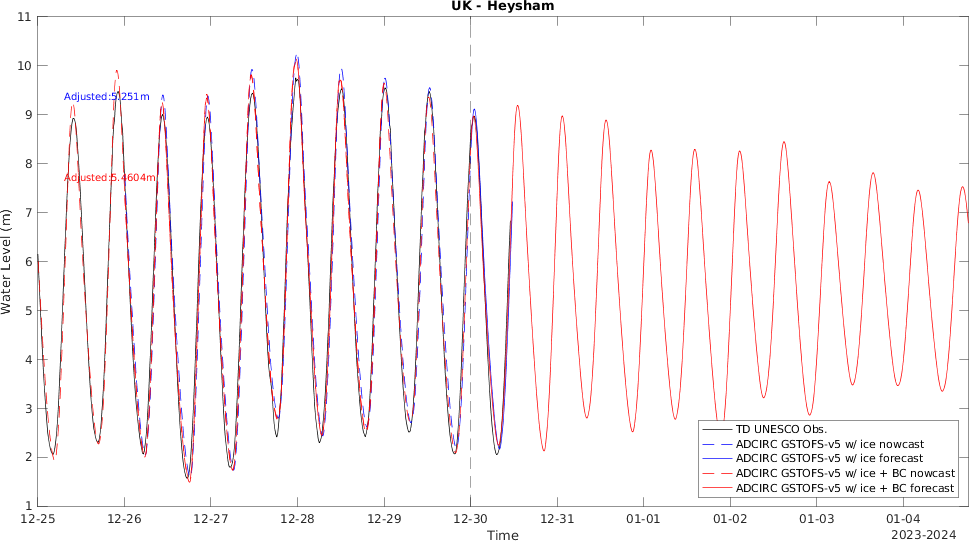 UK - Heysham
11
10
9
8
7
6
5
4
3
2
1
Water Level (m)
Adjusted:5.251m
Adjusted:5.4604m
TD UNESCO Obs.
ADCIRC GSTOFS-v5 w/ ice nowcast
ADCIRC GSTOFS-v5 w/ ice forecast
ADCIRC GSTOFS-v5 w/ ice + BC nowcast
ADCIRC GSTOFS-v5 w/ ice + BC forecast
12-25 12-26 12-27 12-28 12-29 12-30 12-31 01-01 01-02 01-03 01-04
Time
2023-2024